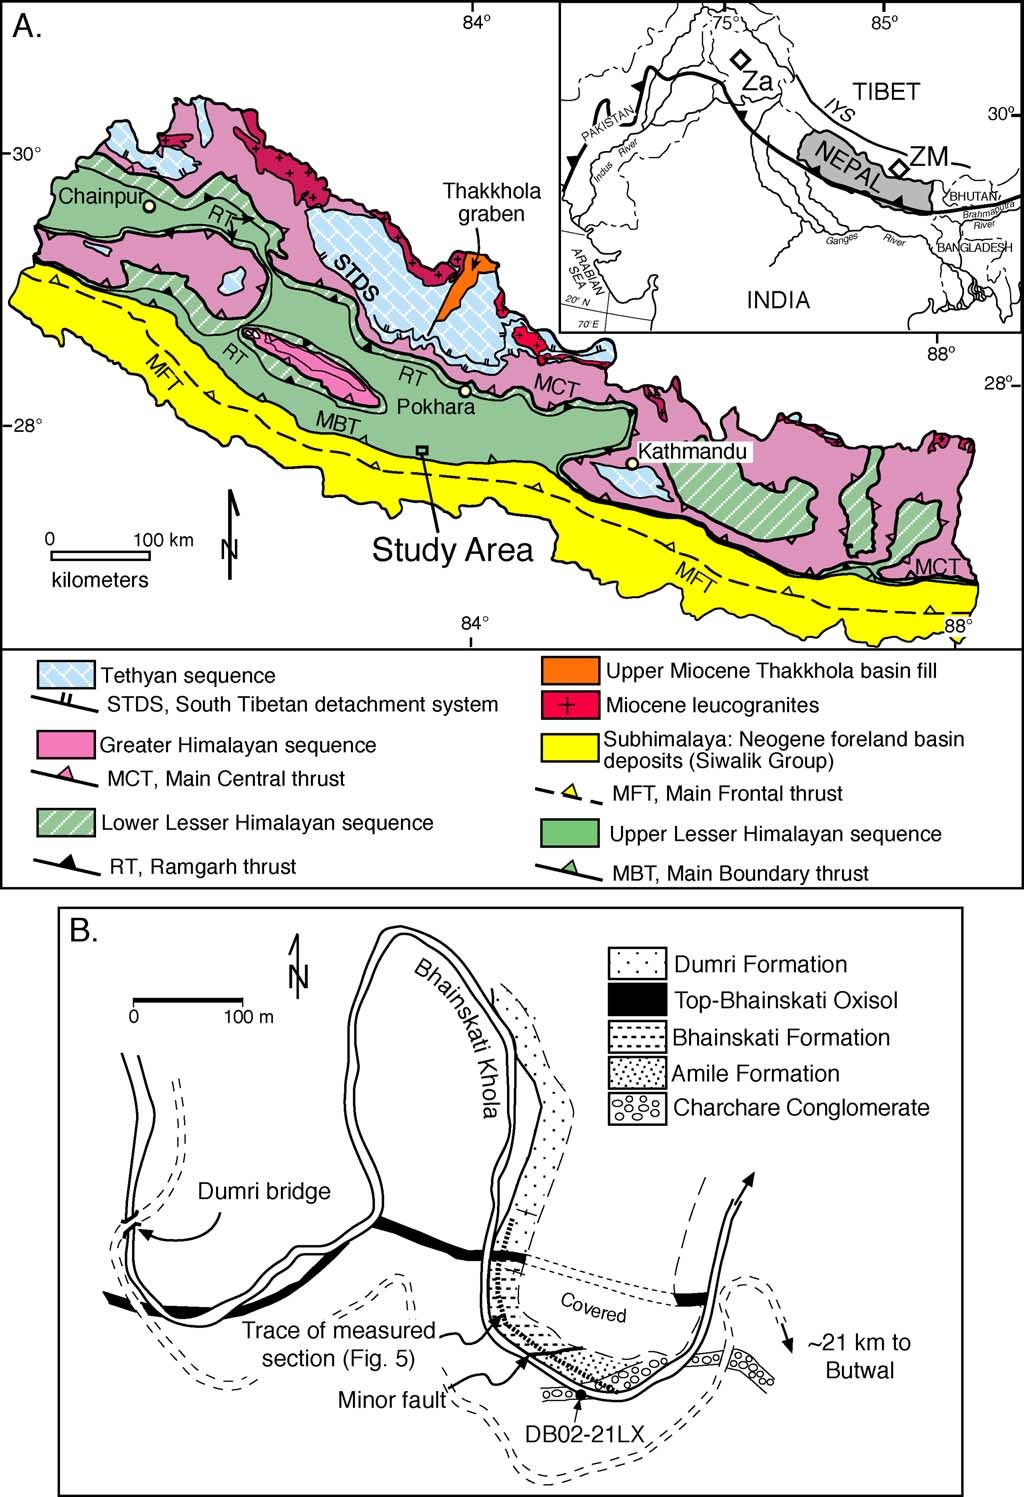 A.
84°
30°
28°
Chainpur
RT
STDS
Thakkhola
graben
RT
MFT
MBT
RT
Pokhara
MCT
Kathmandu
Study Area
0 100 km
kilometers
N
MFT
MCT
84°
88°
88°
28°
75°
85°
30°
Za
TIBET
IYS
ZM
PAKISTAN
Indus River
NEPAL
BHUTAN
Brahmaputra
River
Ganges River
BANGLADESH
ARABIAN
SEA
20° N
70°E
INDIA
Tethyan sequence
STDS, South Tibetan detachment system
Greater Himalayan sequence
MCT, Main Central thrust
Lower Lesser Himalayan sequence
RT, Ramgarh thrust
Upper Miocene Thakkhola basin fill
Miocene leucogranites
Subhimalaya: Neogene foreland basin
deposits (Siwalik Group)
MFT, Main Frontal thrust
Upper Lesser Himalayan sequence
MBT, Main Boundary thrust
B.
N
0 100 m
Bhainskati Khola
Dumri Formation
Top-Bhainskati Oxisol
Bhainskati Formation
Amile Formation
Charchare Conglomerate
Dumri bridge
Covered
Trace of measured
section (Fig. 5)
Minor fault
DB02-21LX
~21 km to
Butwal